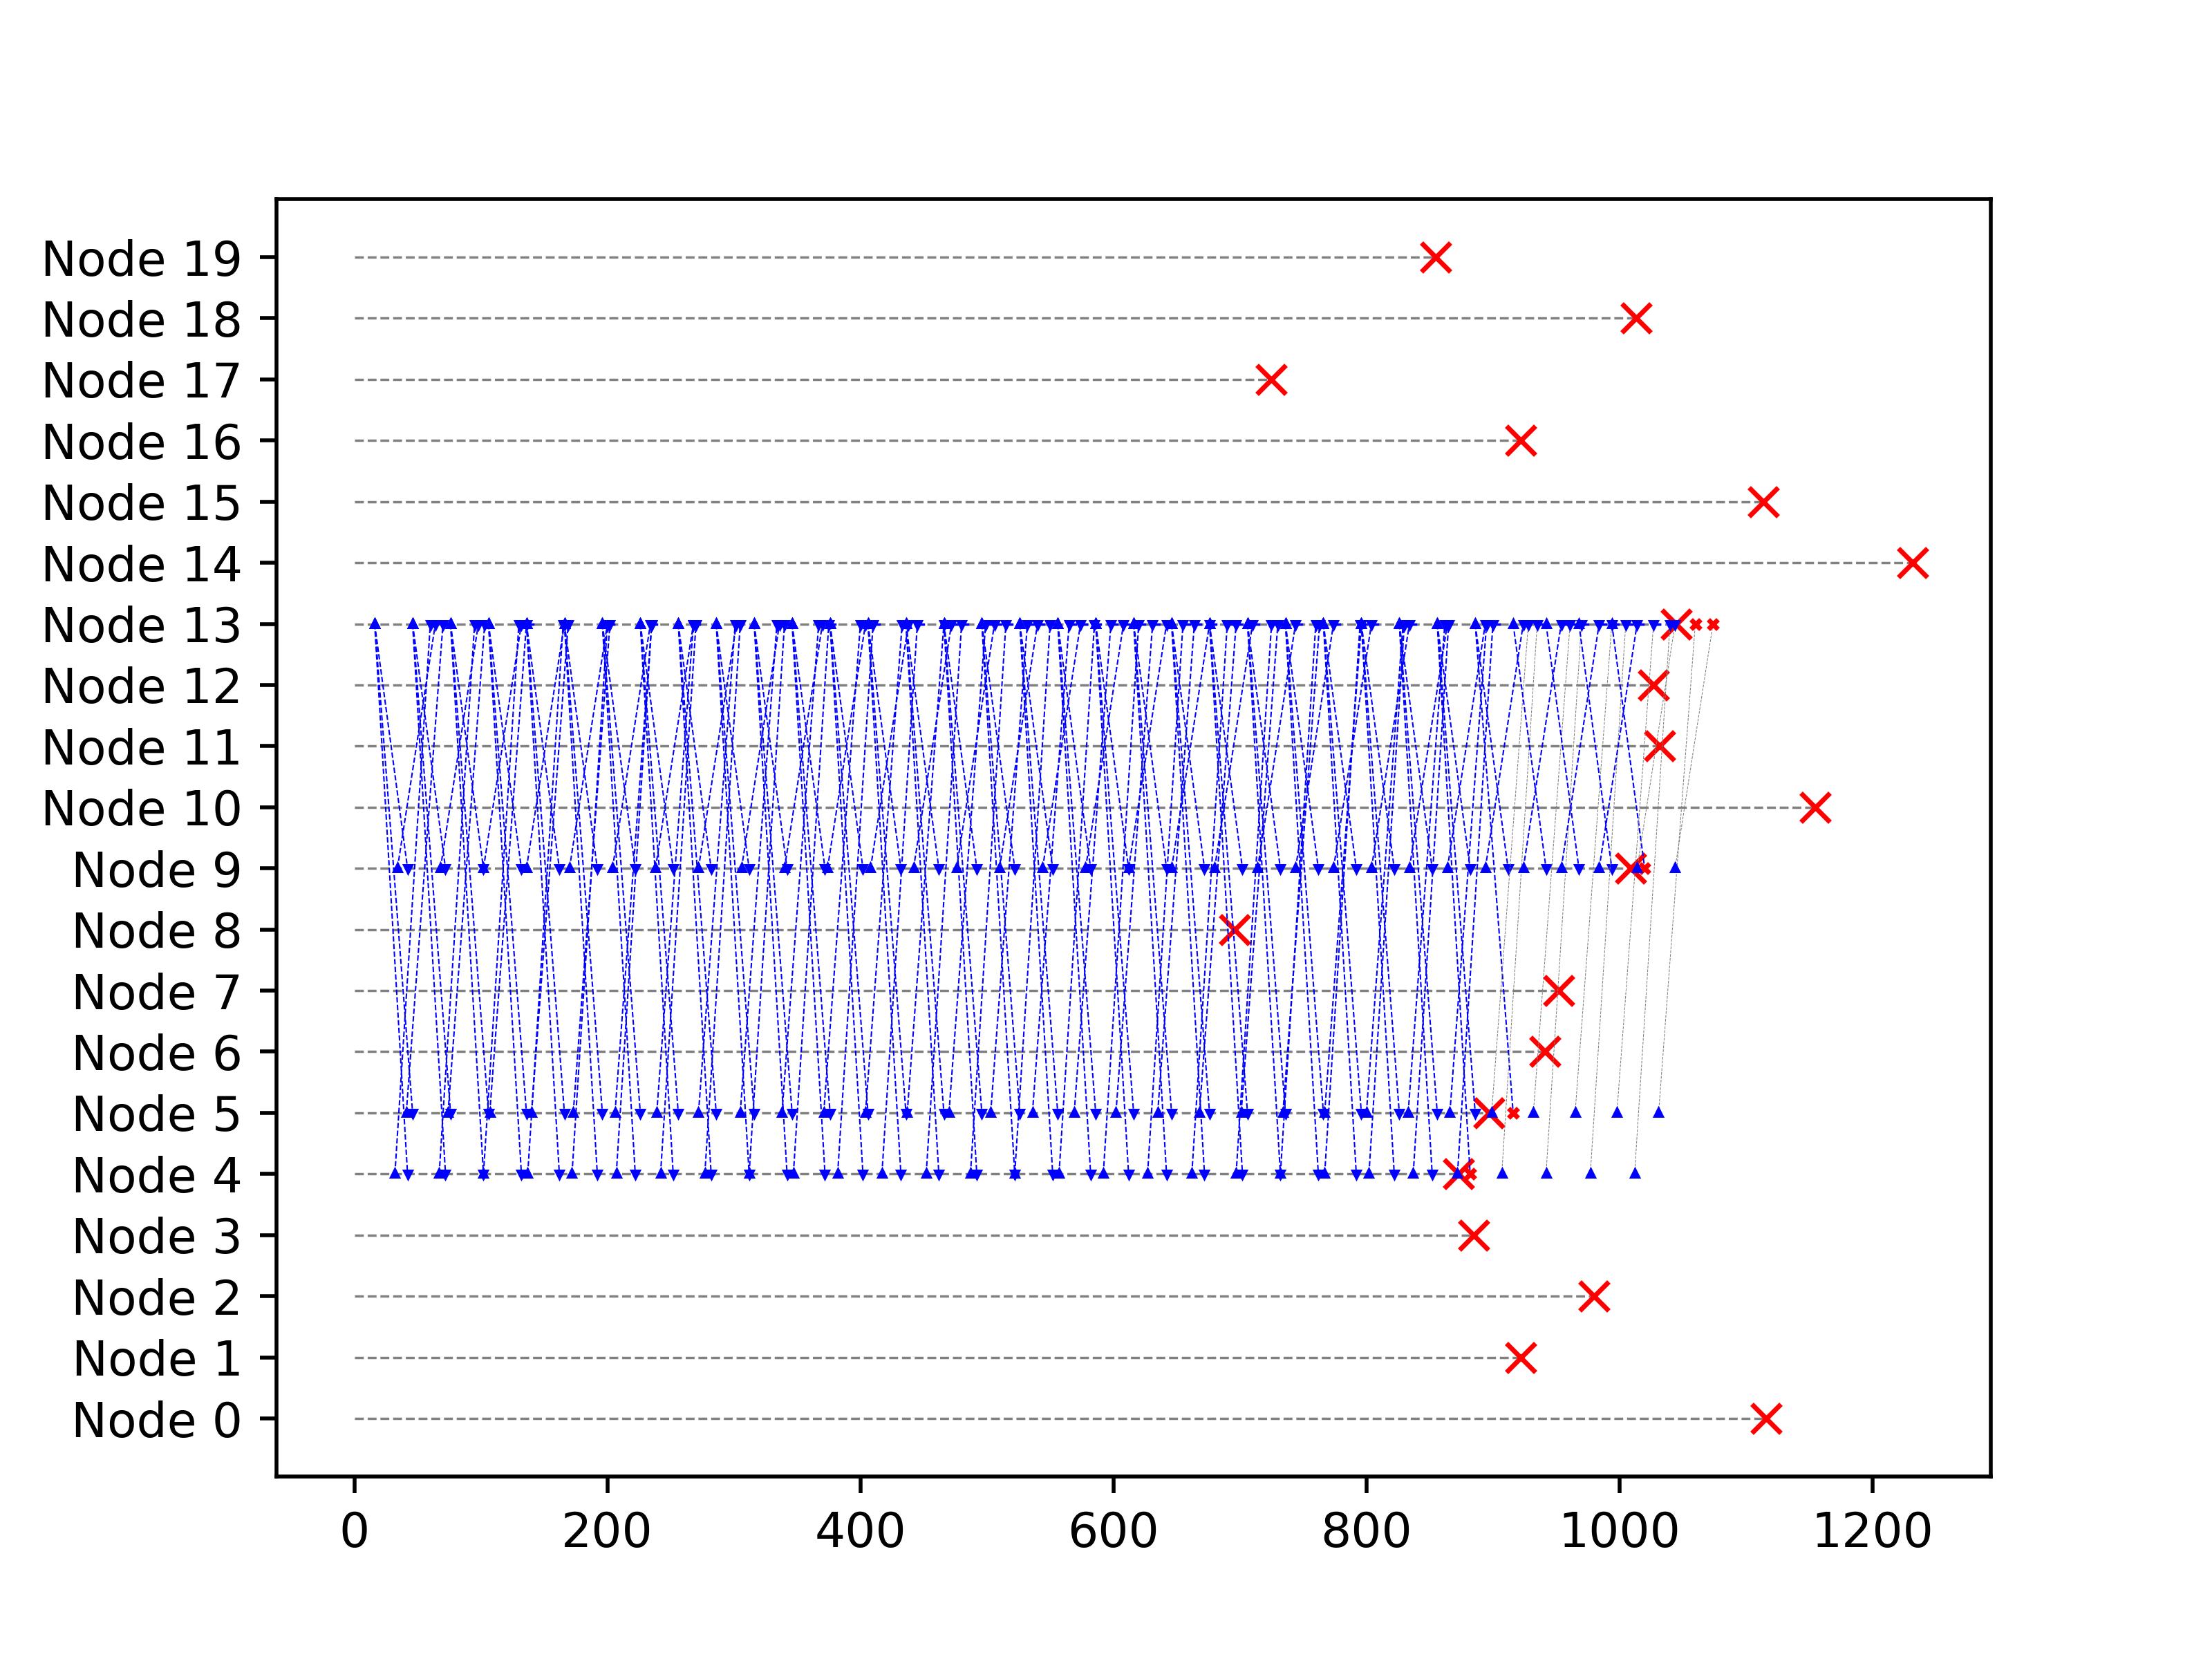 Node 19
Node 18
Node 17
Node 16
Node 15
Node 14
Node 13
Node 12
Node 11
Node 10
Node 9
Node 8
Node 7
Node 6
Node 5
Node 4
Node 3
Node 2
Node 1
Node 0
0 200 400 600 800 1000 1200